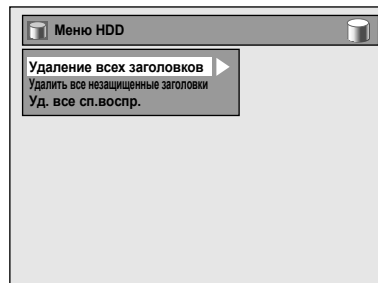 Меню HDD
Удаление всех заголовков
Удалить все незащищенные заголовки
Уд. все сп.воспр.